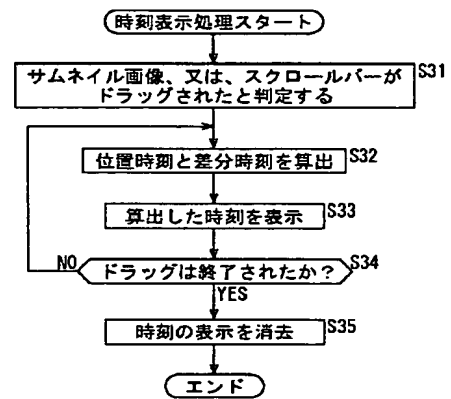 時刻表示処理スタート
サムネイル画像、又は、スクロールバーが
ドラッグされたと判定する
S31
位置時刻と差分時刻を算出
S32
算出した時刻を表示
S33
ドラッグは終了されたか？
S34
NO
YES
時刻の表示を消去
S35
エンド